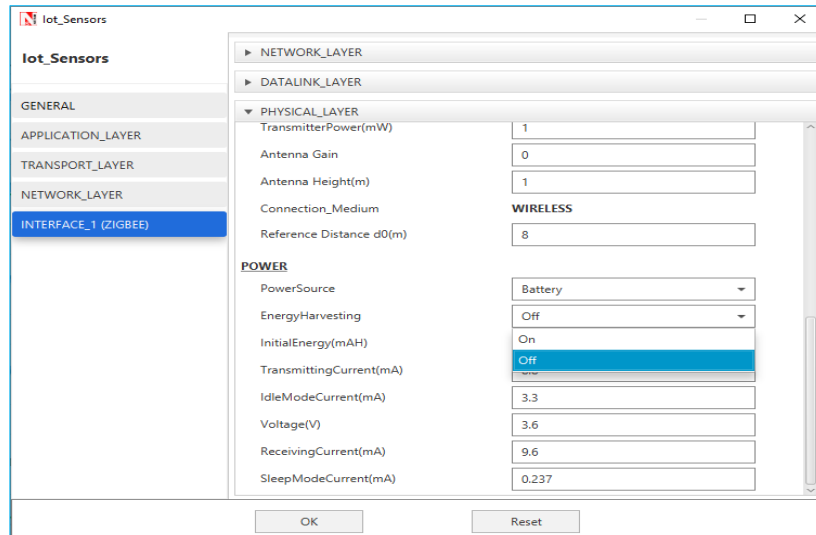 Iot_Sensors
Iot_Sensors
GENERAL
APPLICATION_LAYER
TRANSPORT_LAYER
NETWORK_LAYER
INTERFACE_1 (ZIGBEE)
NETWORK_LAYER
DATALINK_LAYER
PHYSICAL_LAYER
TransmitterPower(mW) 1
Antenna Gain 0
Antenna Height(m) 1
Connection_Medium WIRELESS
Reference Distance d0(m) 8
POWER
PowerSource Battery
EnergyHarvesting Off
On
Off
InitialEnergy(mAH)
TransmittingCurrent(mA)
IdleModeCurrent(mA) 3.3
Voltage(V) 3.6
ReceivingCurrent(mA) 9.6
SleepModeCurrent(mA) 0.237
OK Reset